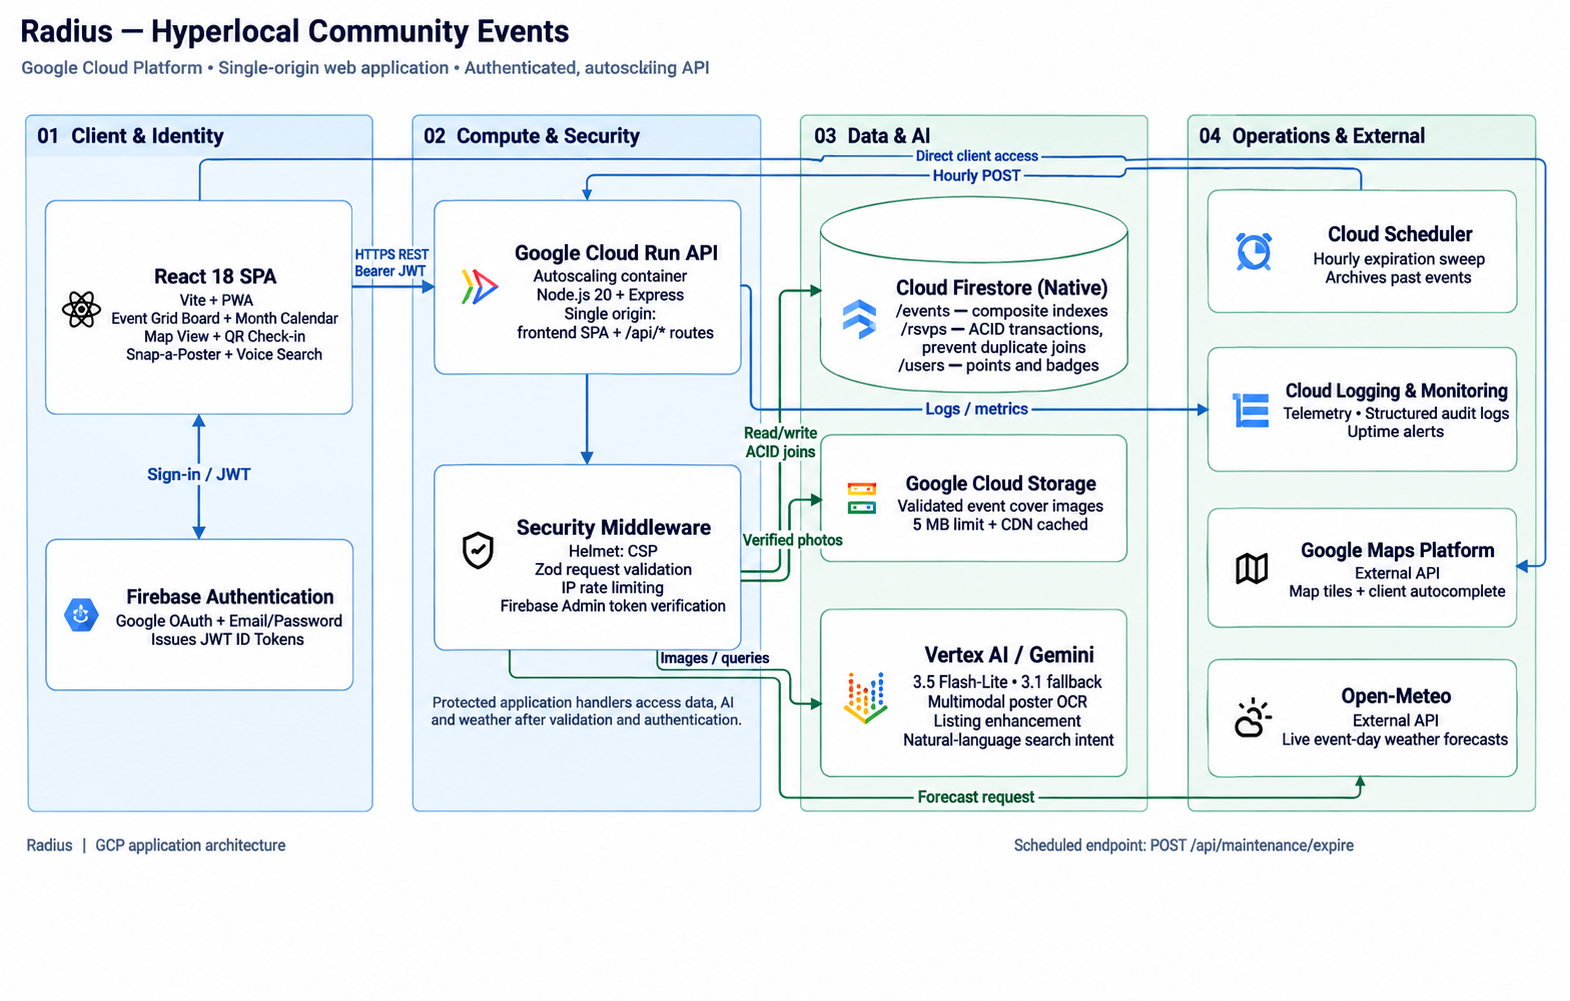 Radius — Hyperlocal Community Events
Google Cloud Platform • Single-origin web application • Authenticated, API
01 Client & Identity
React 18 SPA
Vite + PWA
Event Grid Board + Month Calendar
Map View + QR Check-in
Snap-a-Poster + Voice Search
Sign-in / JWT
Firebase Authentication
Google OAuth + Email/Password
Issues JWT ID Tokens
HTTPS REST
Bearer JWT
02 Compute & Security
Google Cloud Run API
Autoscaling container
Node.js 20 + Express
Single origin:
frontend SPA + /api/* routes
Security Middleware
Helmet: CSP
Zod request validation
IP rate limiting
Firebase Admin token verification
Images / queries
Protected application handlers access data, AI
and weather after validation and authentication.
Read/write
ACID joins
Verified photos
03 Data & AI
Direct client access
Hourly POST
Cloud Firestore (Native)
/events — composite indexes
/rsvps — ACID transactions,
prevent duplicate joins
/users — points and badges
Logs / metrics
Google Cloud Storage
Validated event cover images
5 MB limit + CDN cached
Vertex AI / Gemini
3.5 Flash-Lite • 3.1 fallback
Multimodal poster OCR
Listing enhancement
Natural-language search intent
Forecast request
04 Operations & External
Cloud Scheduler
Hourly expiration sweep
Archives past events
Cloud Logging & Monitoring
Telemetry • Structured audit logs
Uptime alerts
Google Maps Platform
External API
Map tiles + client autocomplete
Open-Meteo
External API
Live event-day weather forecasts
Radius | GCP application architecture
Scheduled endpoint: POST /api/maintenance/expire